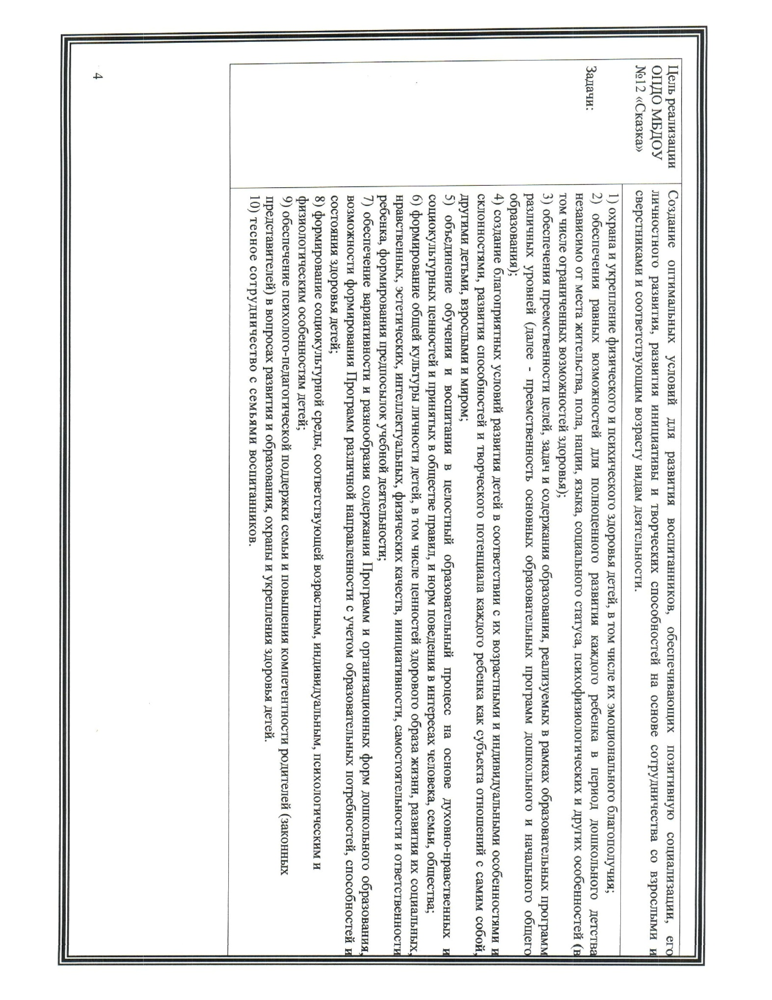 Цель реализации
ОПДО МБДОУ
№12 «Сказка»
Создание оптимальных условий для развития воспитанников, обеспечивающих позитивную социализации, его
личностного развития, развития инициативы и творческих способностей на основе сотрудничества со взрослыми и
сверстниками и соответствующим возрасту видам деятельности.
Задачи:
1) охрана и укрепление физического и психического здоровья детей, в том числе их эмоционального благополучия;
2) обеспечения равных возможностей для полноценного развития каждого ребенка в период дошкольного детства
независимо от места жительства, пола, нации, языка, социального статуса, психофизиологических и других особенностей (в
том числе ограниченных возможностей здоровья);
3) обеспечения преемственности целей, задач и содержания образования, реализуемых в рамках образовательных программ
различных уровней (далее - преемственность основных образовательных программ дошкольного и начального общего
образования);
4) создание благоприятных условий развития детей в соответствии с их возрастными и индивидуальными особенностями и
склонностями, развития способностей и творческого потенциала каждого ребенка как субъекта отношений с самим собой,
другими детьми, взрослыми и миром;
5) объединение обучения и воспитания в целостный образовательный процесс на основе духовно-нравственных и
социокультурных ценностей и принятых в обществе правил, и норм поведения в интересах человека, семьи, общества;
6) формирование общей культуры личности детей, в том числе ценностей здорового образа жизни, развития их социальных,
нравственных, эстетических, интеллектуальных, физических качеств, инициативности, самостоятельности и ответственности
ребенка, формирования предпосылок учебной деятельности;
7) обеспечение вариативности и разнообразия содержания Программ и организационных форм дошкольного образования,
возможности формирования Программ различной направленности с учетом образовательных потребностей, способностей и
состояния здоровья детей;
8) формирование социокультурной среды, соответствующей возрастным, индивидуальным, психологическим и
физиологическим особенностям детей;
9) обеспечение психолого-педагогической поддержки семьи и повышения компетентности родителей (законных
представителей) в вопросах развития и образования, охраны и укрепления здоровья детей.
10) тесное сотрудничество с семьями воспитанников.
4